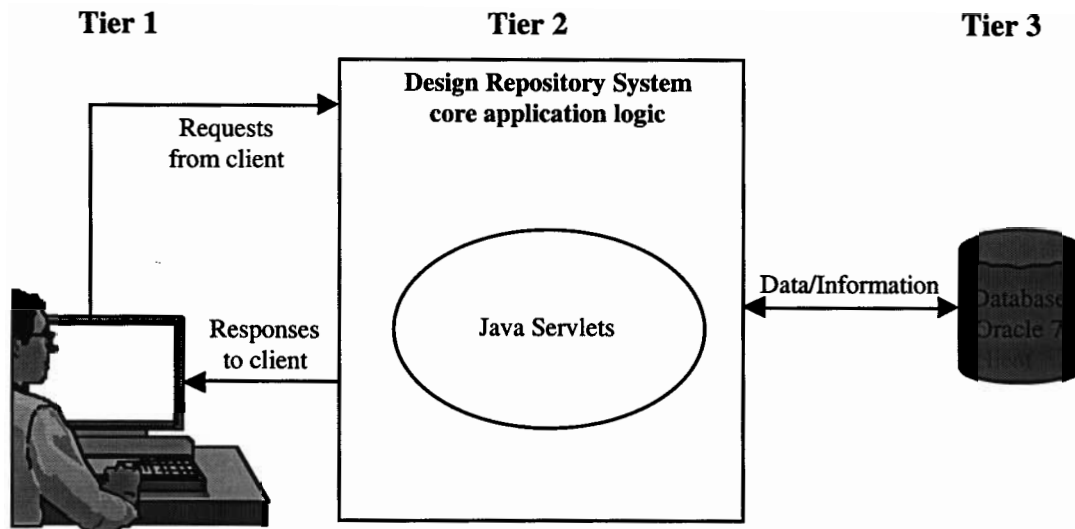 Tier 1
Tier 2
Tier 3
Design Repository System
core application logic
Requests
from client
Java Servlets
Data/Information
Responses
to client
Database
Oracle 7
client